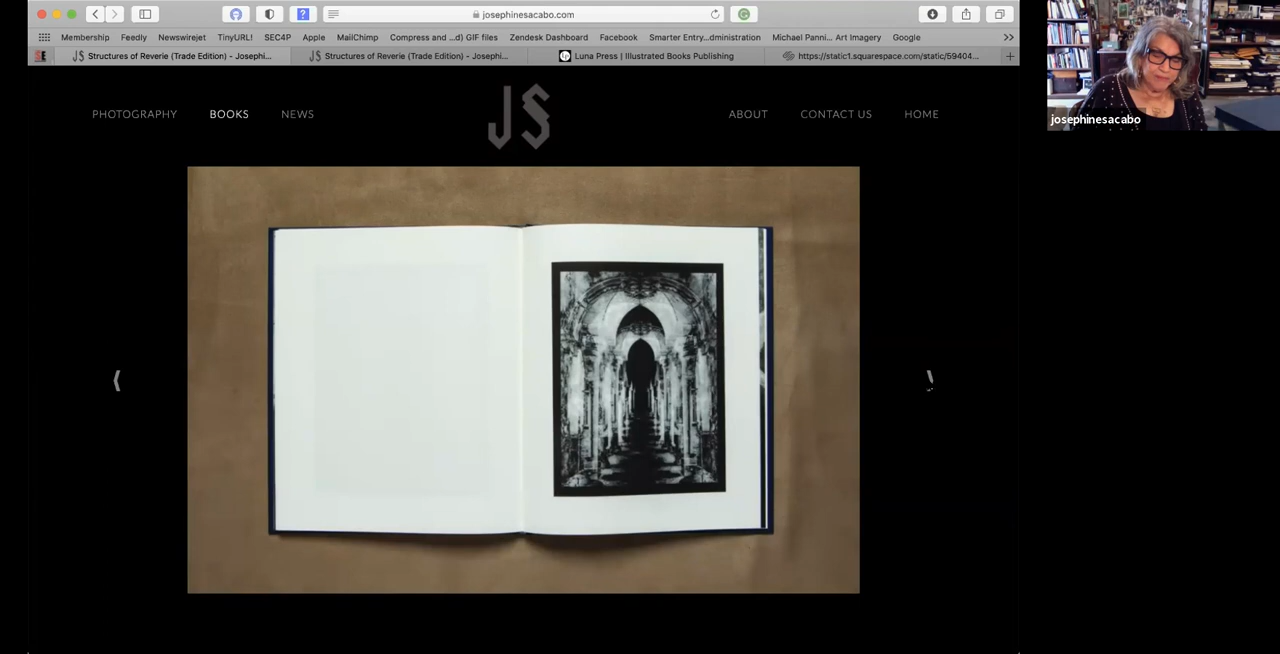 josephinesacabo.com
Membership Feedly Newswirejet TinyURL! SEC4P Apple MailChimp Compress and ...d) GIF files Zendesk Dashboard Facebook Smarter Entry...dministration Michael Panni... Art Imagery Google
Structures of Reverie (Trade Edition) - Josephi... Structures of Reverie (Trade Edition) - Josephi... Luna Press | Illustrated Books Publishing https://static1.squarespace.com/static/59404...
PHOTOGRAPHY BOOKS NEWS JS ABOUT CONTACT US HOME
josephinesacabo